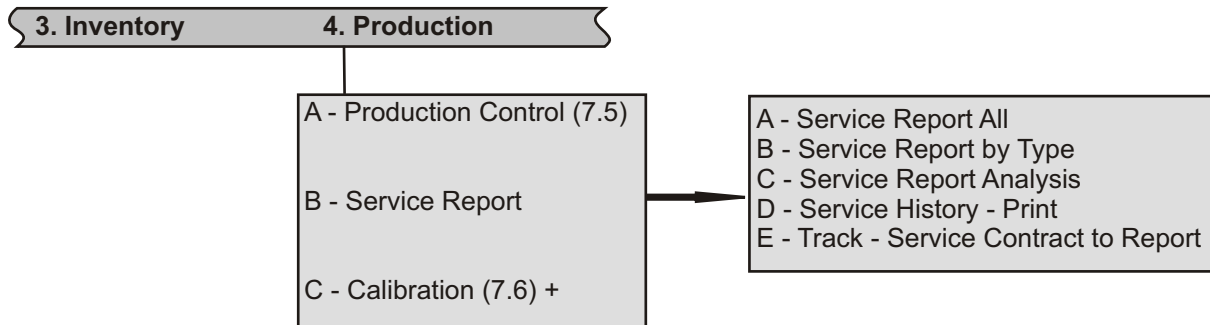 3. Inventory 4. Production
A - Production Control (7.5)
B - Service Report
C - Calibration (7.6) +
A - Service Report All
B - Service Report by Type
C - Service Report Analysis
D - Service History - Print
E - Track - Service Contract to Report